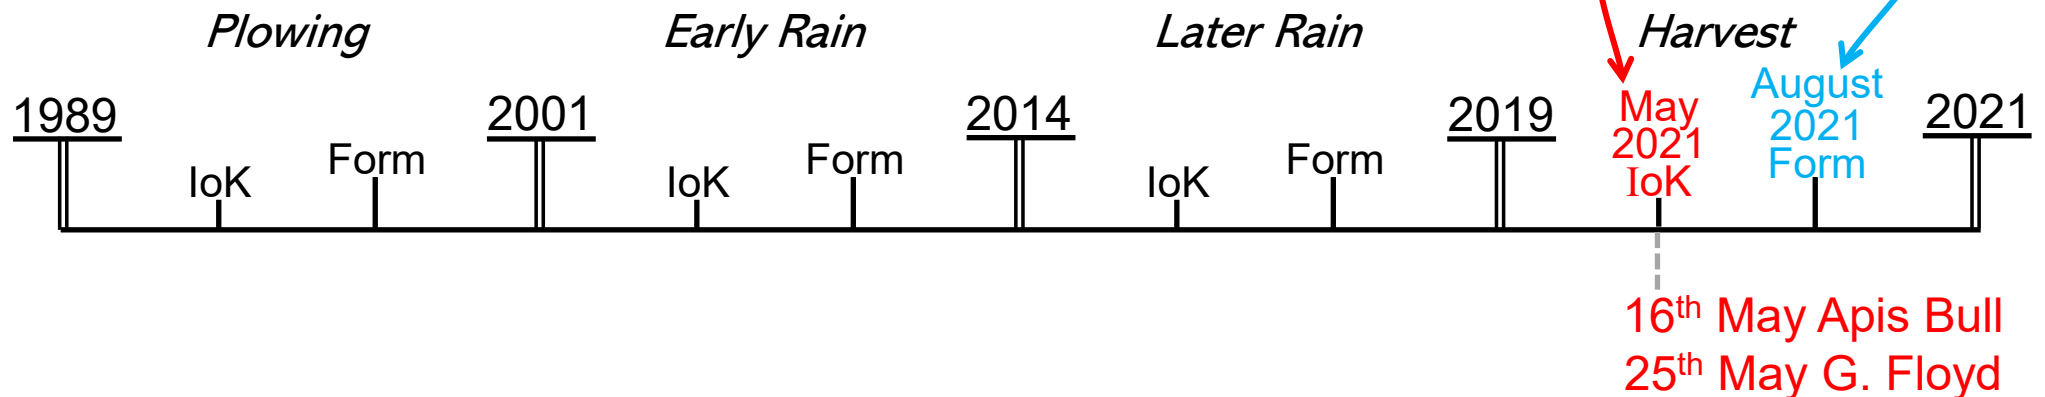 Plowing Early Rain Later Rain Harvest
1989 2001 2014 2019 2021
IoK Form IoK Form IoK Form
May
2021
IoK
August
2021
Form
16th May Apis Bull
25th May G. Floyd